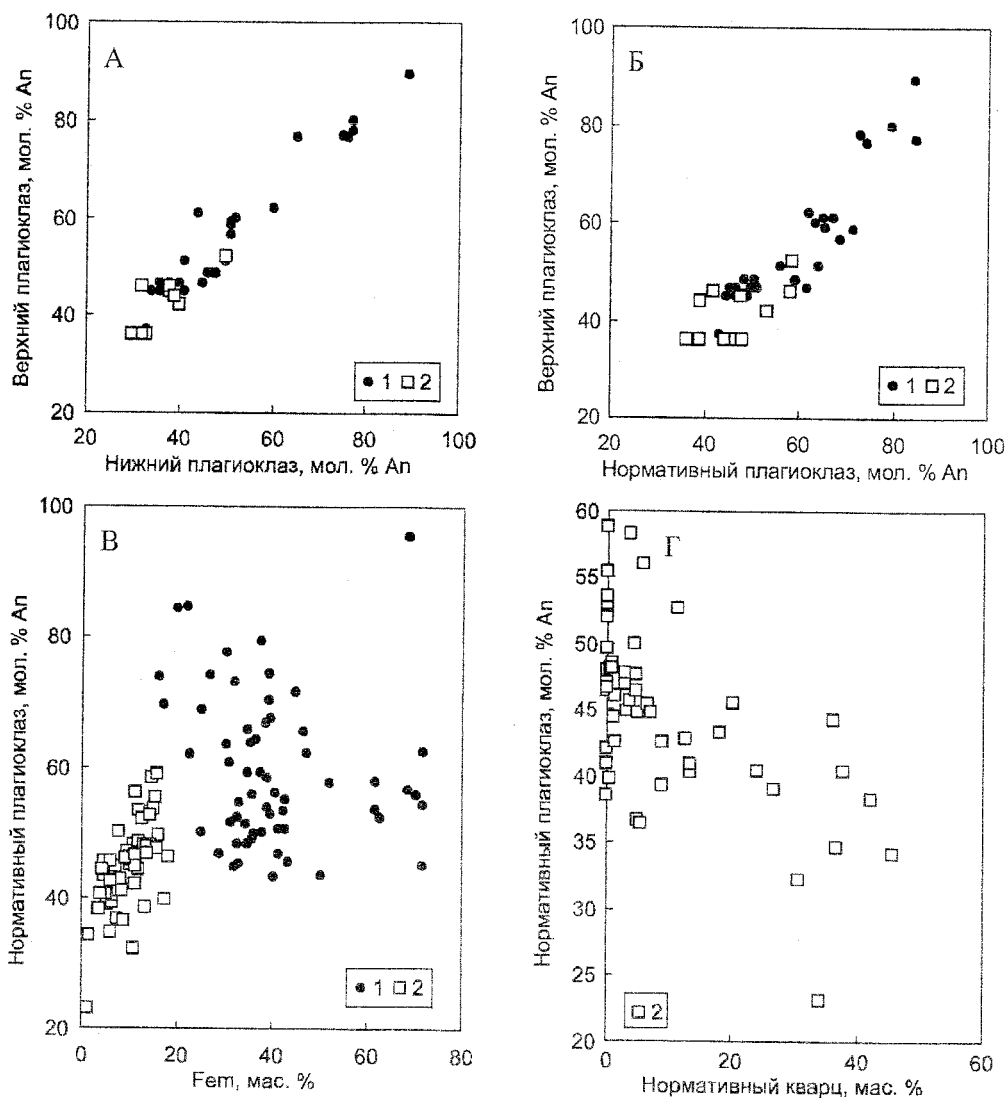 А
Верхний плагиоклаз, мол. % An
100
80
60
40
20
20 40 60 80 100
Нижний плагиоклаз, мол. % An
1 2
Б
Верхний плагиоклаз, мол. % An
100
80
60
40
20
20 40 60 80 100
Нормативный плагиоклаз, мол. % An
1 2
В
Нормативный плагиоклаз, мол. % An
100
80
60
40
20
0 20 40 60 80
Fem, мас. %
1 2
Г
Нормативный плагиоклаз, мол. % An
60
55
50
45
40
35
30
25
20
0 20 40 60
Нормативный кварц, мас. %
2